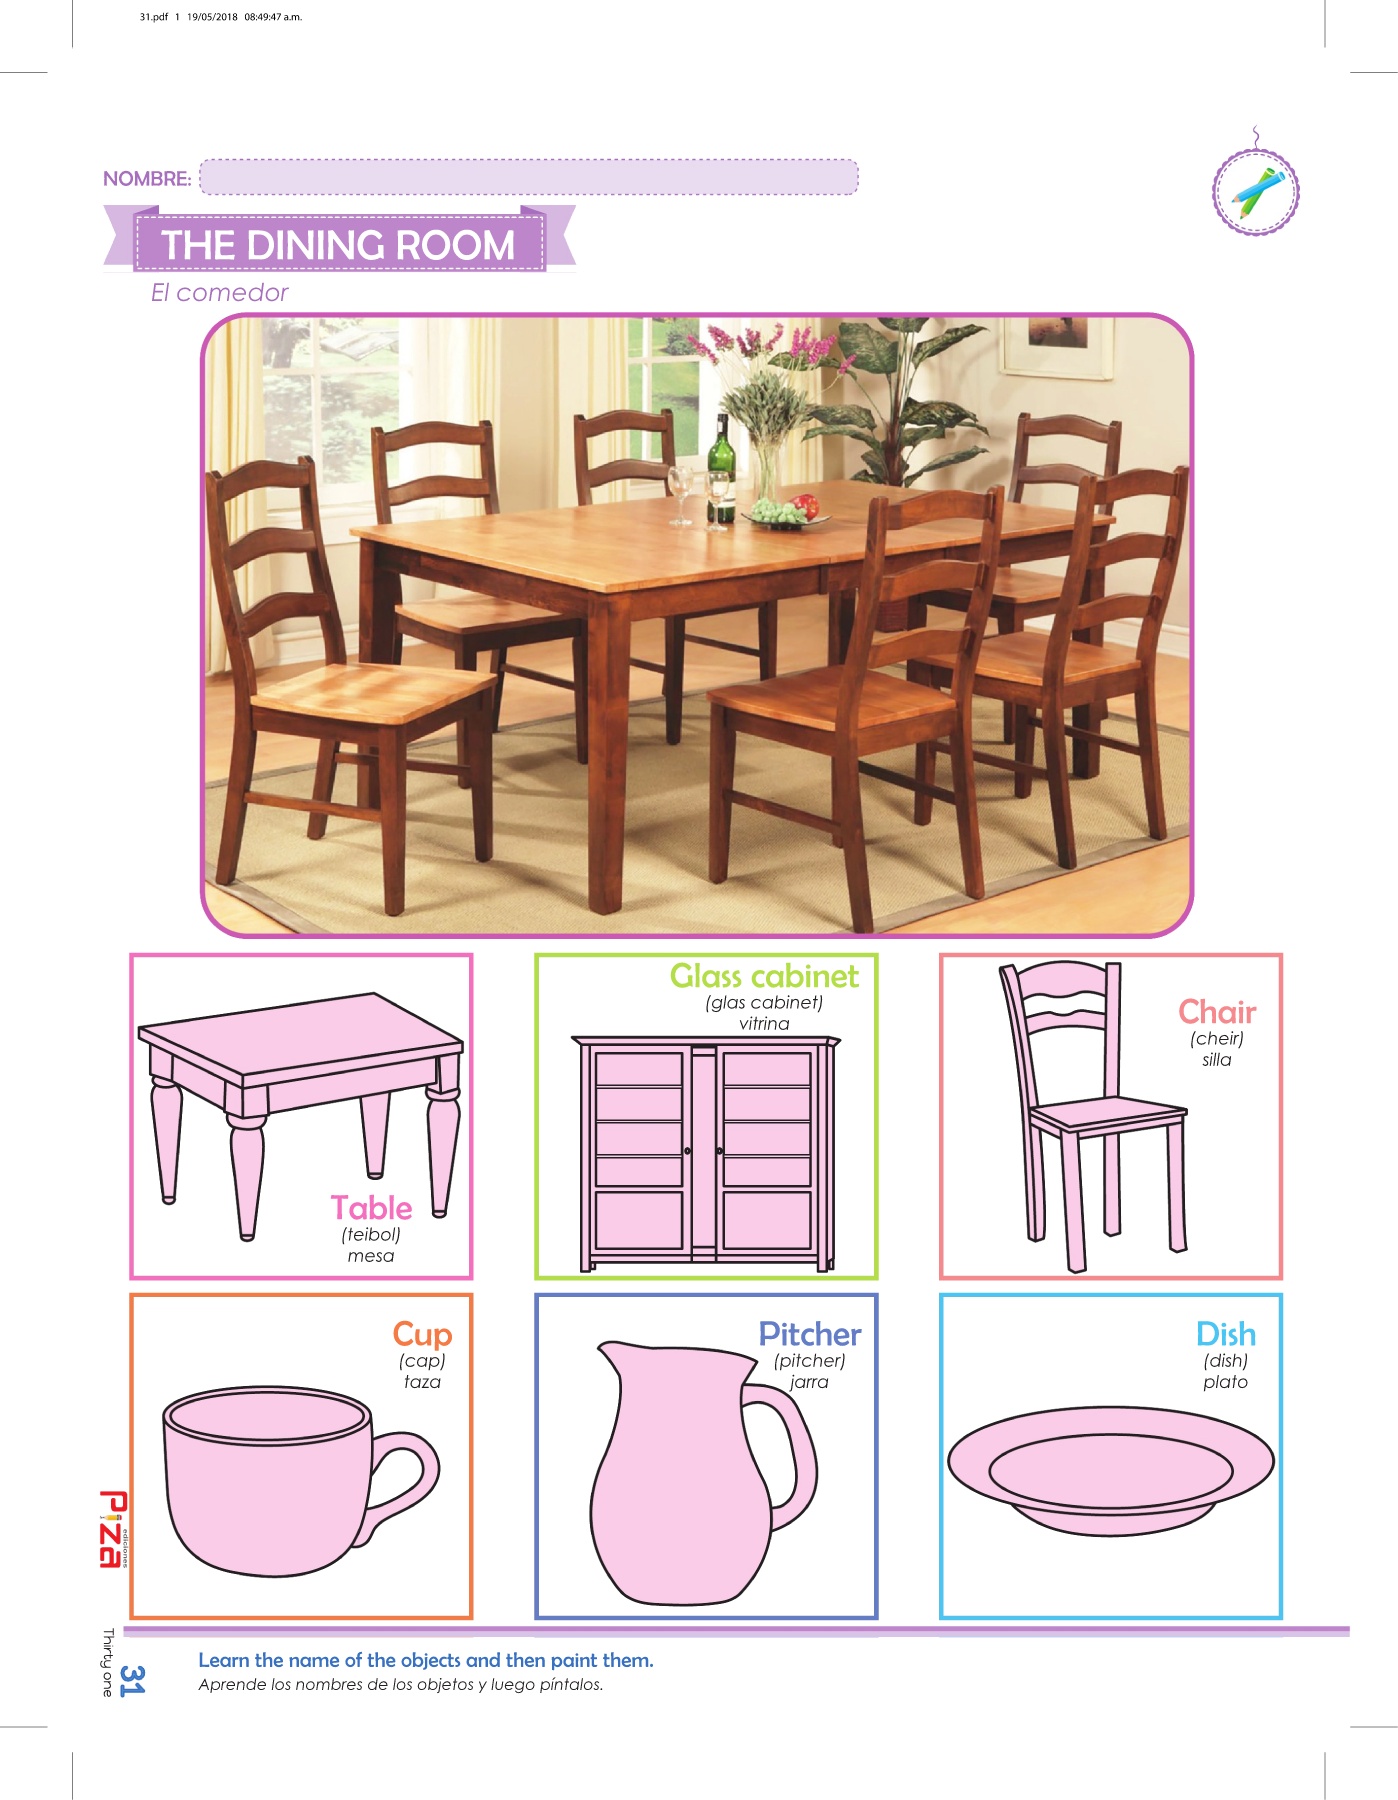 31.pdf 1 19/05/2018 08:49:47 a.m.
NOMBRE:
THE DINING ROOM
El comedor
Table
(teibol)
mesa
Glass cabinet
(glas cabinet)
vitrina
Chair
(cheir)
silla
Cup
(cap)
taza
Pitcher
(pitcher)
jarra
Dish
(dish)
plato
Piza
ediciones
31
Thirty one
Learn the name of the objects and then paint them.
Aprende los nombres de los objetos y luego píntalos.